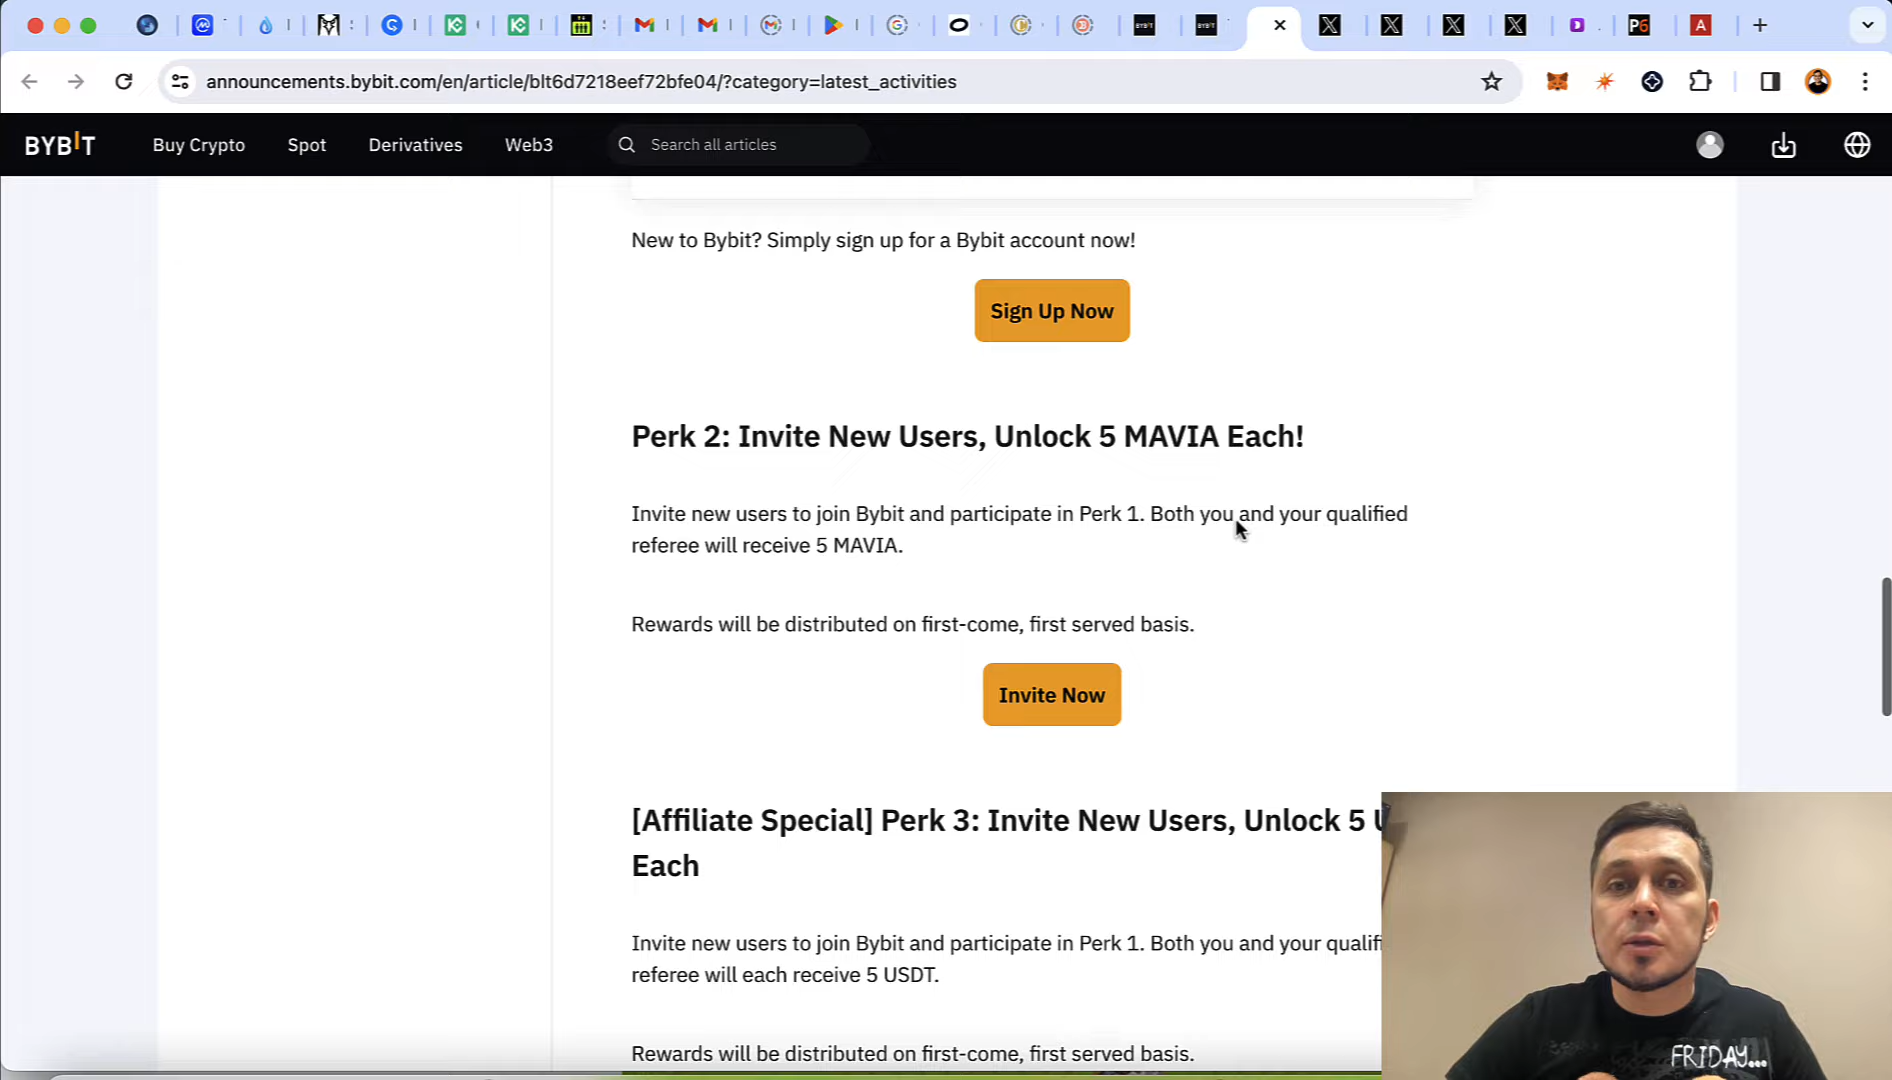 announcements.bybit.com/en/article/blt6d7218eef72bfe04/?category=latest_activities
BYBIT Buy Crypto Spot Derivatives Web3 Search all articles
New to Bybit? Simply sign up for a Bybit account now!
Sign Up Now
Perk 2: Invite New Users, Unlock 5 MAVIA Each!
Invite new users to join Bybit and participate in Perk 1. Both you and your qualified
referee will receive 5 MAVIA.
Rewards will be distributed on first-come, first served basis.
Invite Now
[Affiliate Special] Perk 3: Invite New Users, Unlock 5
Each
Invite new users to join Bybit and participate in Perk 1. Both you and your qualifi
referee will each receive 5 USDT.
Rewards will be distributed on first-come, first served basis.
FRIDAY...